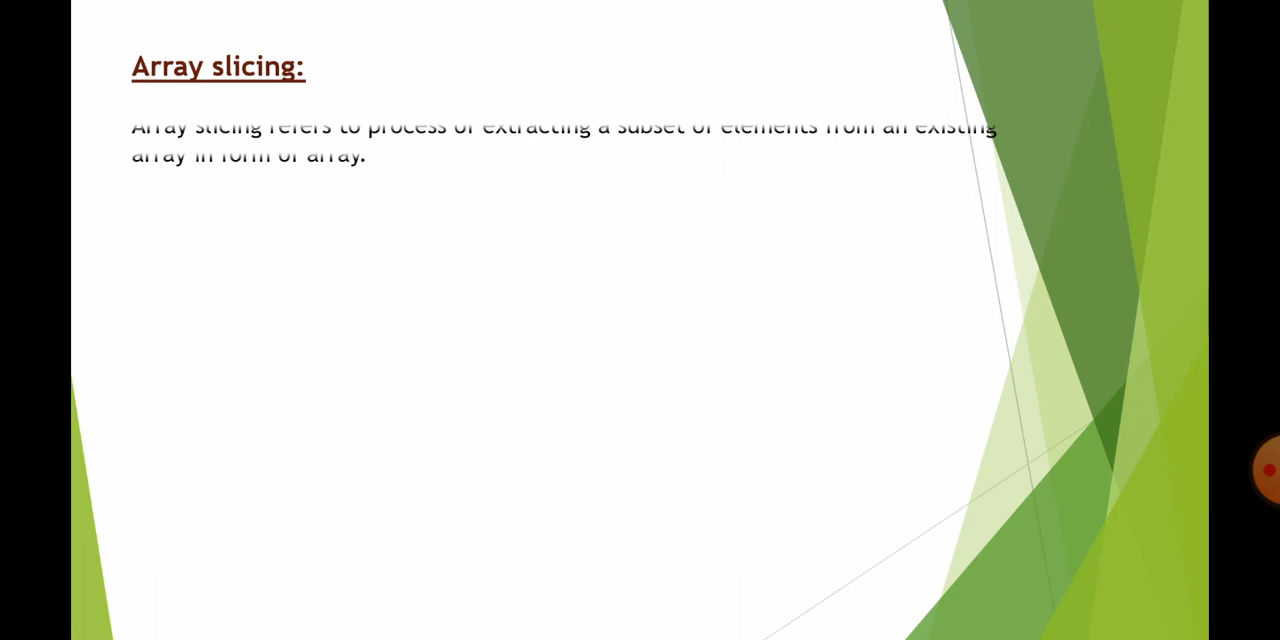 Array slicing:
Array slicing refers to process of extracting a subset of elements from an existing
array in form of array.